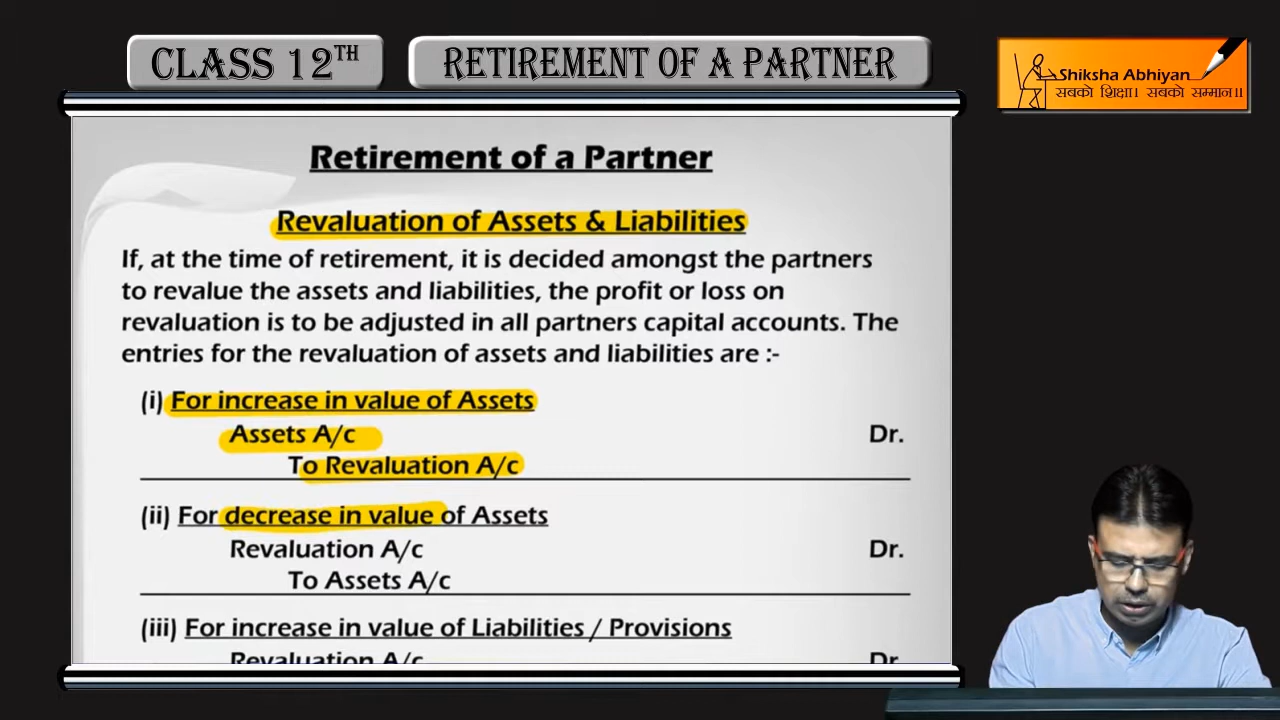 CLASS 12TH
RETIREMENT OF A PARTNER
Shiksha Abhiyan
सबको शिक्षा। सबको सम्मान॥
Retirement of a Partner
Revaluation of Assets & Liabilities
If, at the time of retirement, it is decided amongst the partners
to revalue the assets and liabilities, the profit or loss on
revaluation is to be adjusted in all partners capital accounts. The
entries for the revaluation of assets and liabilities are :-
(i) For increase in value of Assets
Assets A/c Dr.
To Revaluation A/c
(ii) For decrease in value of Assets
Revaluation A/c Dr.
To Assets A/c
(iii) For increase in value of Liabilities / Provisions
Revaluation A/c Dr.